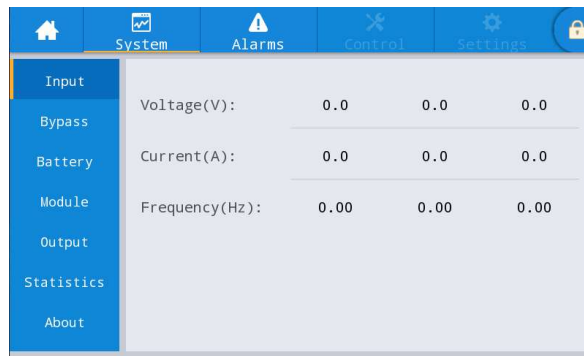 System
Alarms
Control
Settings
Input
Bypass
Battery
Module
Output
Statistics
About
Voltage(V): 0.0 0.0 0.0
Current(A): 0.0 0.0 0.0
Frequency(Hz): 0.00 0.00 0.00